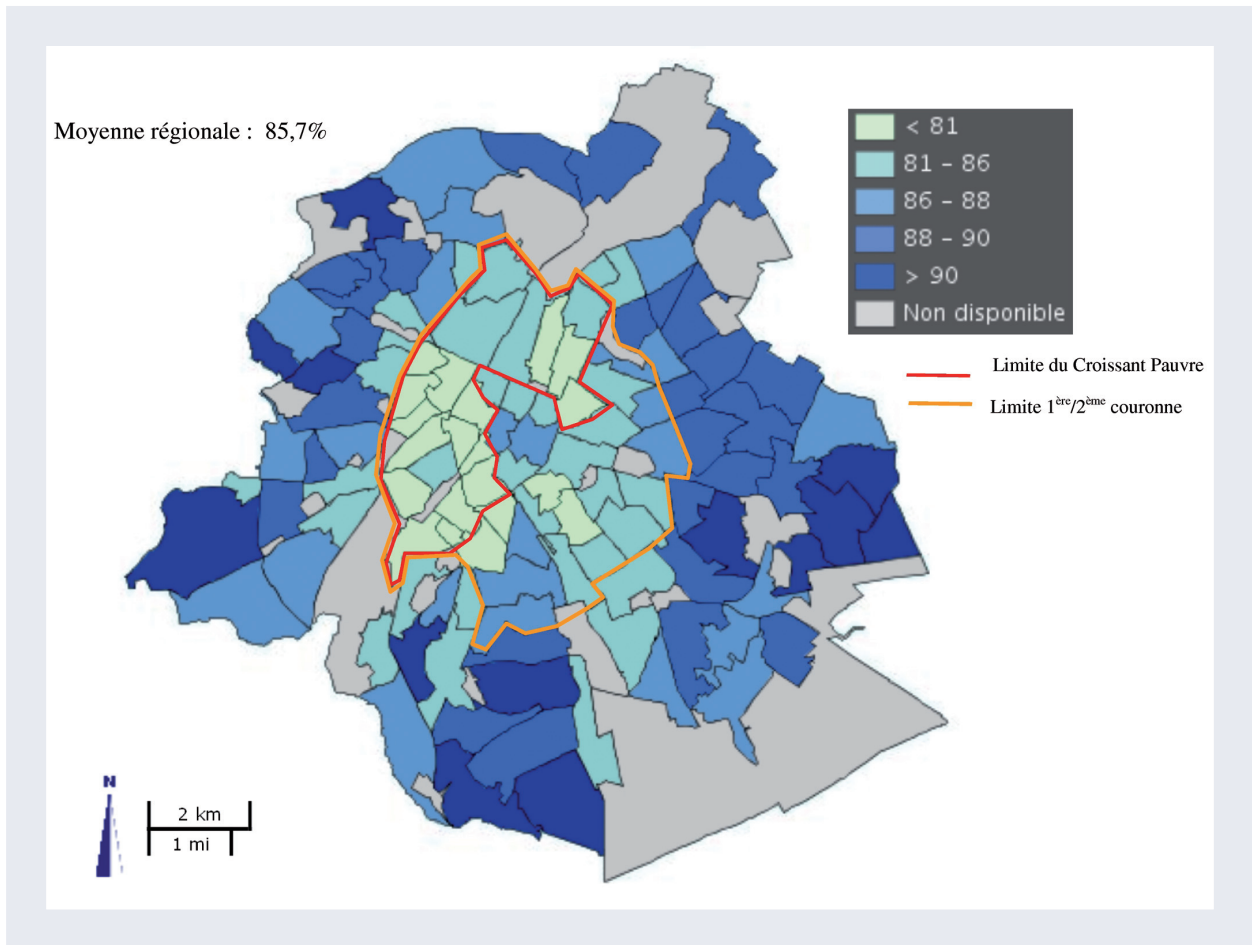 Moyenne régionale : 85,7%
< 81
81 – 86
86 – 88
88 – 90
> 90
Non disponible
Limite du Croissant Pauvre
Limite 1ère/2ème couronne
N
2 km
1 mi